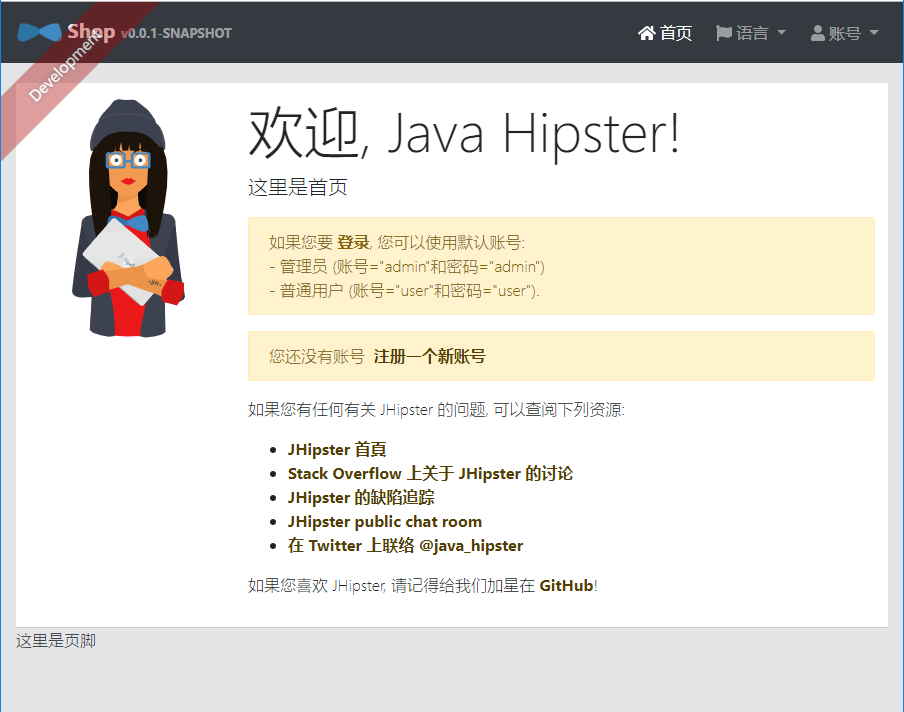 Shop v0.0.1-SNAPSHOT
首页 语言 账号
Development
欢迎, Java Hipster!
这里是首页
如果您要 登录, 您可以使用默认账号:
- 管理员 (账号="admin"和密码="admin")
- 普通用户 (账号="user"和密码="user").
您还没有账号 注册一个新账号
如果您有任何有关 JHipster 的问题, 可以查阅下列资源:
JHipster 首頁
Stack Overflow 上关于 JHipster 的讨论
JHipster 的缺陷追踪
JHipster public chat room
在 Twitter 上联络 @java_hipster
如果您喜欢 JHipster, 请记得给我们加星在 GitHub!
这里是页脚